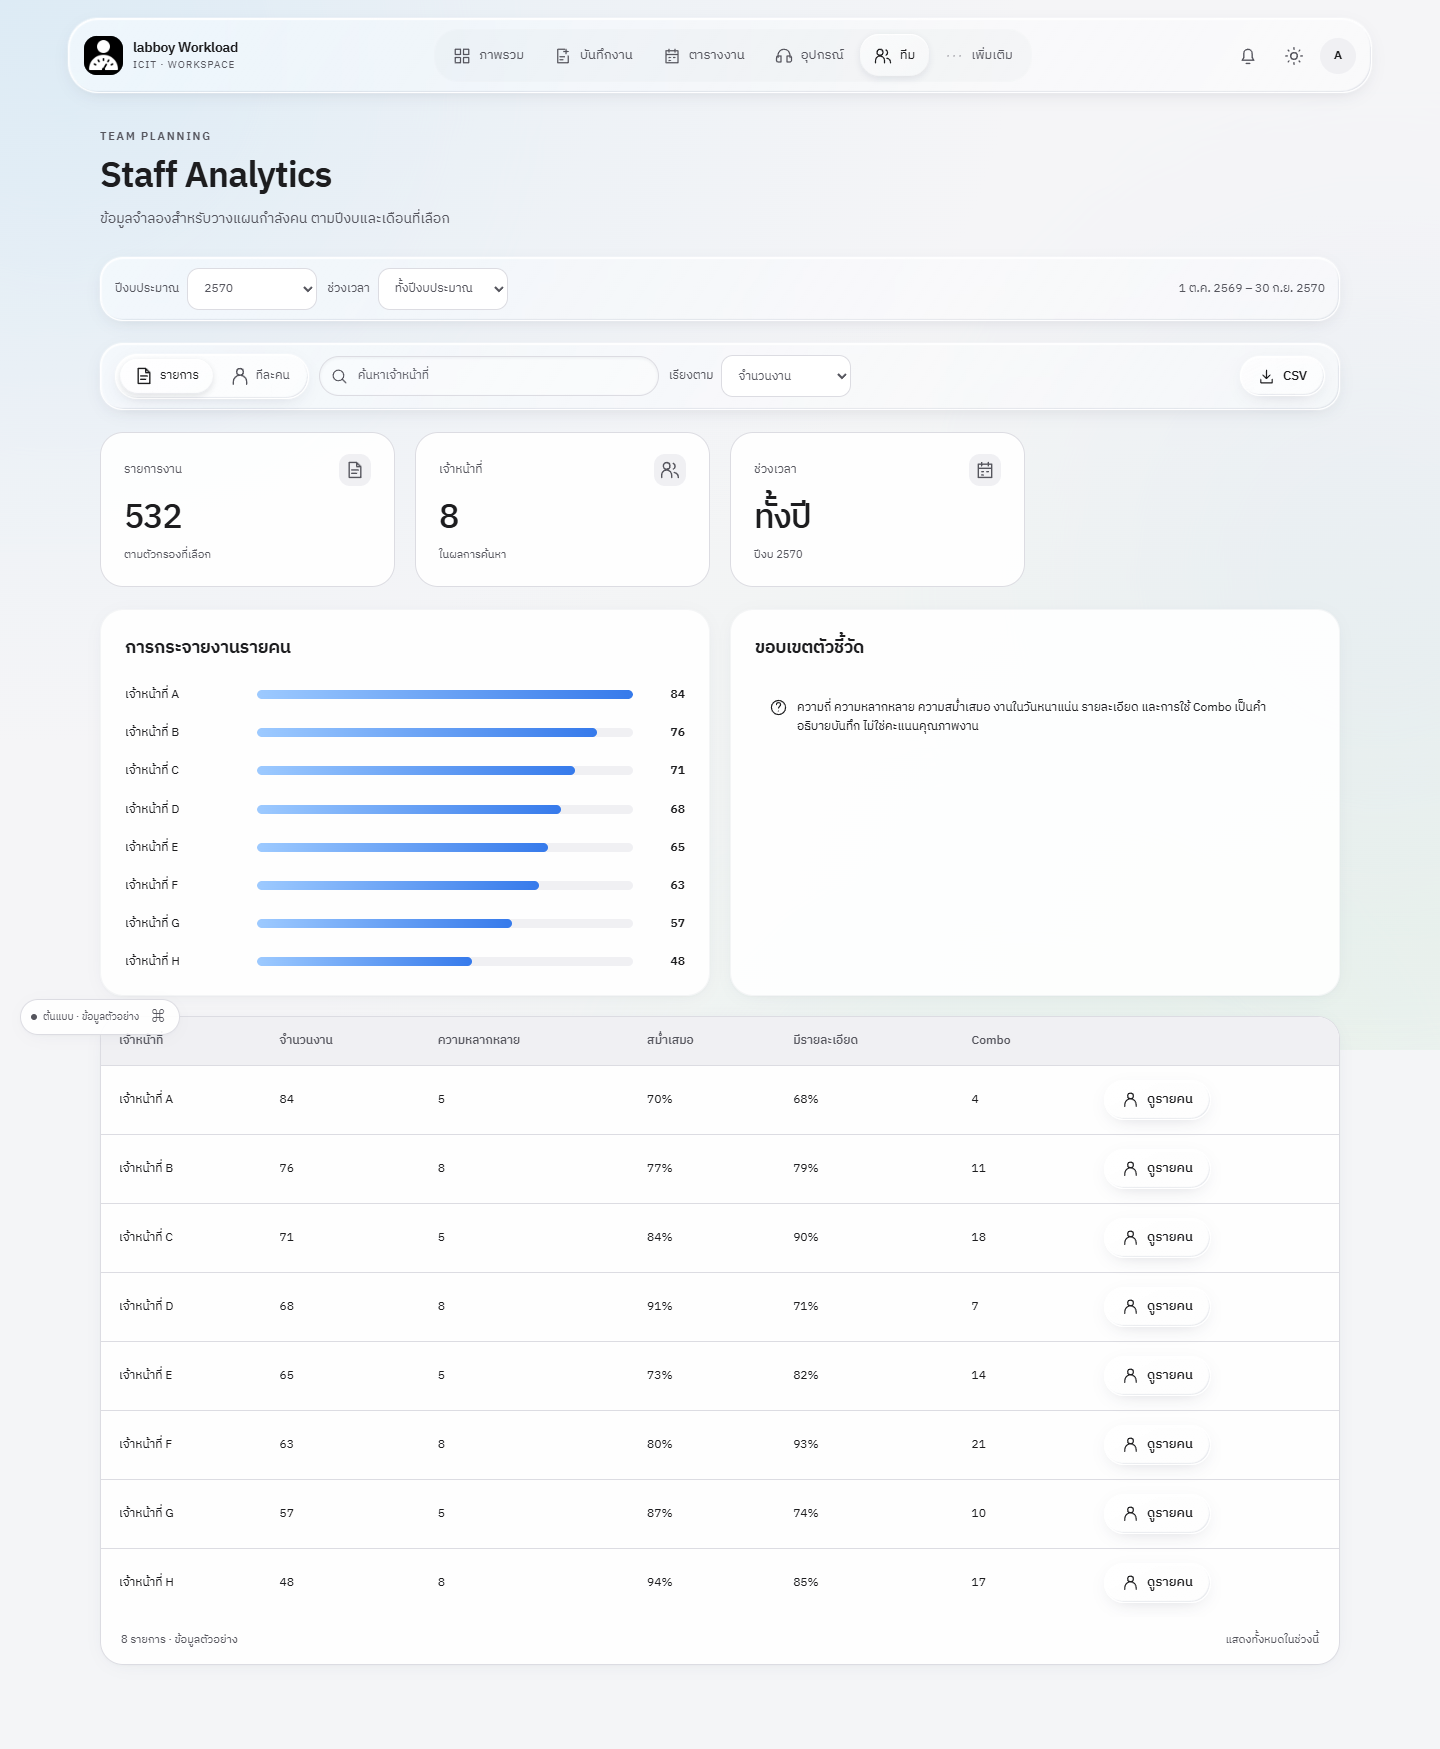 labboy Workload
ICIT · WORKSPACE
ภาพรวม
บันทึกงาน
ตารางงาน
อุปกรณ์
ทีม
··· เพิ่มเติม
A
TEAM PLANNING
Staff Analytics
ข้อมูลจำลองสำหรับวางแผนกำลังคน ตามปีงบและเดือนที่เลือก
ปีงบประมาณ 2570 ช่วงเวลา ทั้งปีงบประมาณ 1 ต.ค. 2569 – 30 ก.ย. 2570
รายการ ทีละคน ค้นหาเจ้าหน้าที่ เรียงตาม จำนวนงาน CSV
รายการงาน
532
ตามตัวกรองที่เลือก
เจ้าหน้าที่
8
ในผลการค้นหา
ช่วงเวลา
ทั้งปี
ปีงบ 2570
การกระจายงานรายคน
เจ้าหน้าที่ A 84
เจ้าหน้าที่ B 76
เจ้าหน้าที่ C 71
เจ้าหน้าที่ D 68
เจ้าหน้าที่ E 65
เจ้าหน้าที่ F 63
เจ้าหน้าที่ G 57
เจ้าหน้าที่ H 48
ขอบเขตตัวชี้วัด
ความถี่ ความหลากหลาย ความสม่ำเสมอ งานในวันหนาแน่น รายละเอียด และการใช้ Combo เป็นคำ
อธิบายบันทึก ไม่ใช่คะแนนคุณภาพงาน
ต้นแบบ · ข้อมูลตัวอย่าง ⌘
เจ้าหน้าที่ จำนวนงาน ความหลากหลาย สม่ำเสมอ มีรายละเอียด Combo
เจ้าหน้าที่ A 84 5 70% 68% 4 ดูรายคน
เจ้าหน้าที่ B 76 8 77% 79% 11 ดูรายคน
เจ้าหน้าที่ C 71 5 84% 90% 18 ดูรายคน
เจ้าหน้าที่ D 68 8 91% 71% 7 ดูรายคน
เจ้าหน้าที่ E 65 5 73% 82% 14 ดูรายคน
เจ้าหน้าที่ F 63 8 80% 93% 21 ดูรายคน
เจ้าหน้าที่ G 57 5 87% 74% 10 ดูรายคน
เจ้าหน้าที่ H 48 8 94% 85% 17 ดูรายคน
8 รายการ · ข้อมูลตัวอย่าง แสดงทั้งหมดในช่วงนี้